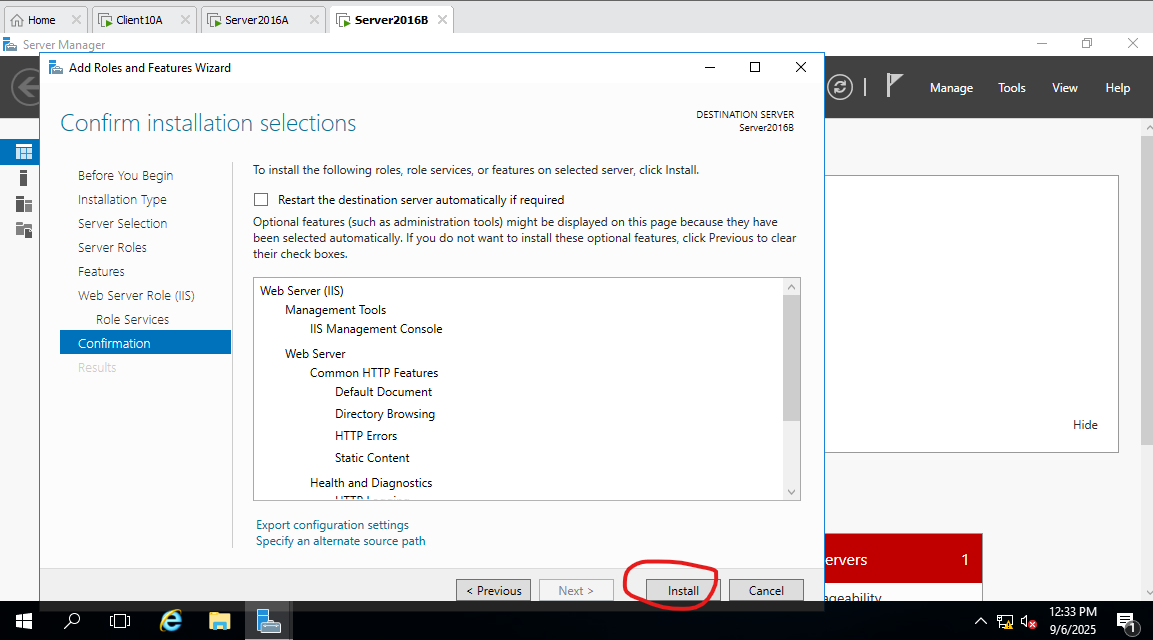 Home
Client10A
Server2016A
Server2016B
Server Manager
Add Roles and Features Wizard
Manage
Tools
View
Help
Confirm installation selections
DESTINATION SERVER
Server2016B
Before You Begin
Installation Type
Server Selection
Server Roles
Features
Web Server Role (IIS)
Role Services
Confirmation
Results
To install the following roles, role services, or features on selected server, click Install.
Restart the destination server automatically if required
Optional features (such as administration tools) might be displayed on this page because they have
been selected automatically. If you do not want to install these optional features, click Previous to clear
their check boxes.
Web Server (IIS)
Management Tools
IIS Management Console
Web Server
Common HTTP Features
Default Document
Directory Browsing
HTTP Errors
Static Content
Health and Diagnostics
Export configuration settings
Specify an alternate source path
Hide
ervers
1
ageability
< Previous
Next >
Install
Cancel
12:33 PM
9/6/2025
1